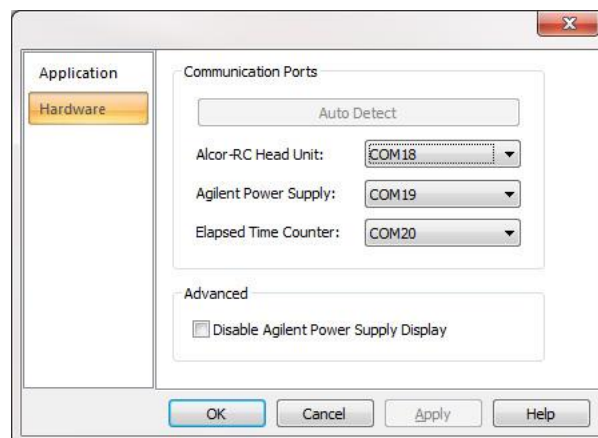 Application
Hardware
Communication Ports
Auto Detect
Alcor-RC Head Unit: COM18
Agilent Power Supply: COM19
Elapsed Time Counter: COM20
Advanced
Disable Agilent Power Supply Display
OK Cancel Apply Help